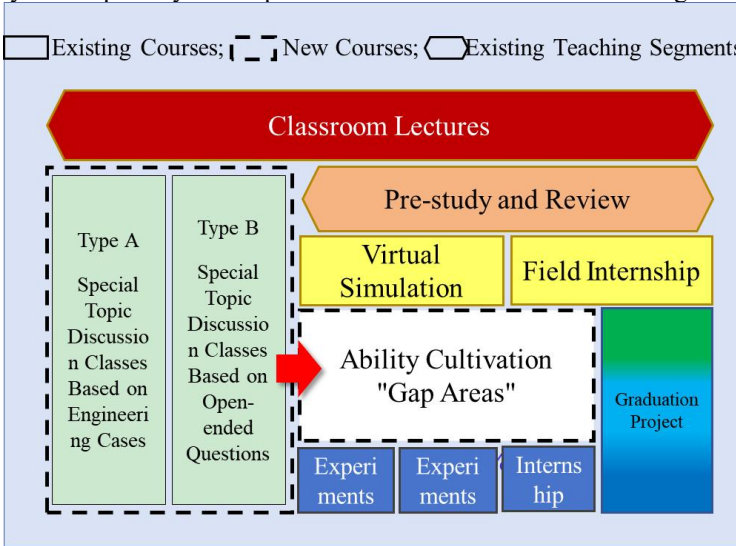 Existing Courses; New Courses; Existing Teaching Segments
Classroom Lectures
Type A
Special
Topic
Discussio
n Classes
Based on
Engineeri
ng Cases
Type B
Special
Topic
Discussio
n Classes
Based on
Open-
ended
Questions
Pre-study and Review
Virtual
Simulation
Field Internship
Ability Cultivation
"Gap Areas"
Graduation
Project
Experi
ments
Experi
ments
Interns
hip